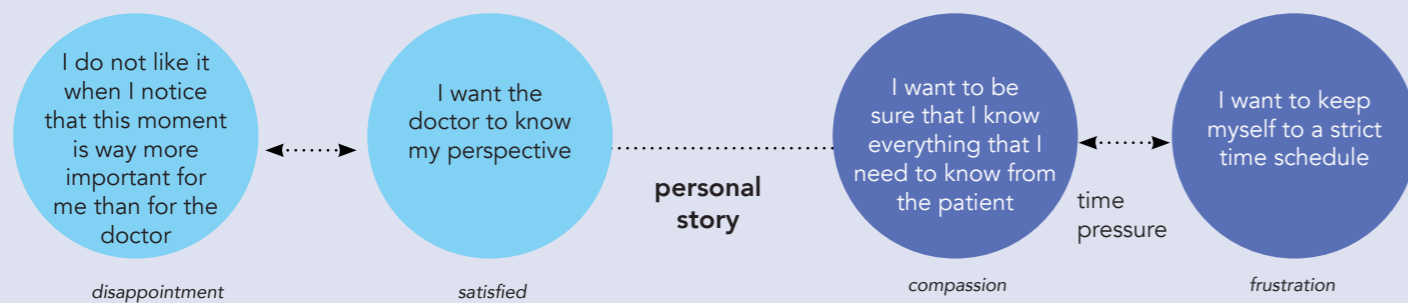 I do not like it
when I notice
that this moment
is way more
important for
me than for the
doctor
I want the
doctor to know
my perspective
personal
story
I want to be
sure that I know
everything that I
need to know from
the patient
time
pressure
I want to keep
myself to a strict
time schedule
disappointment
satisfied
compassion
frustration